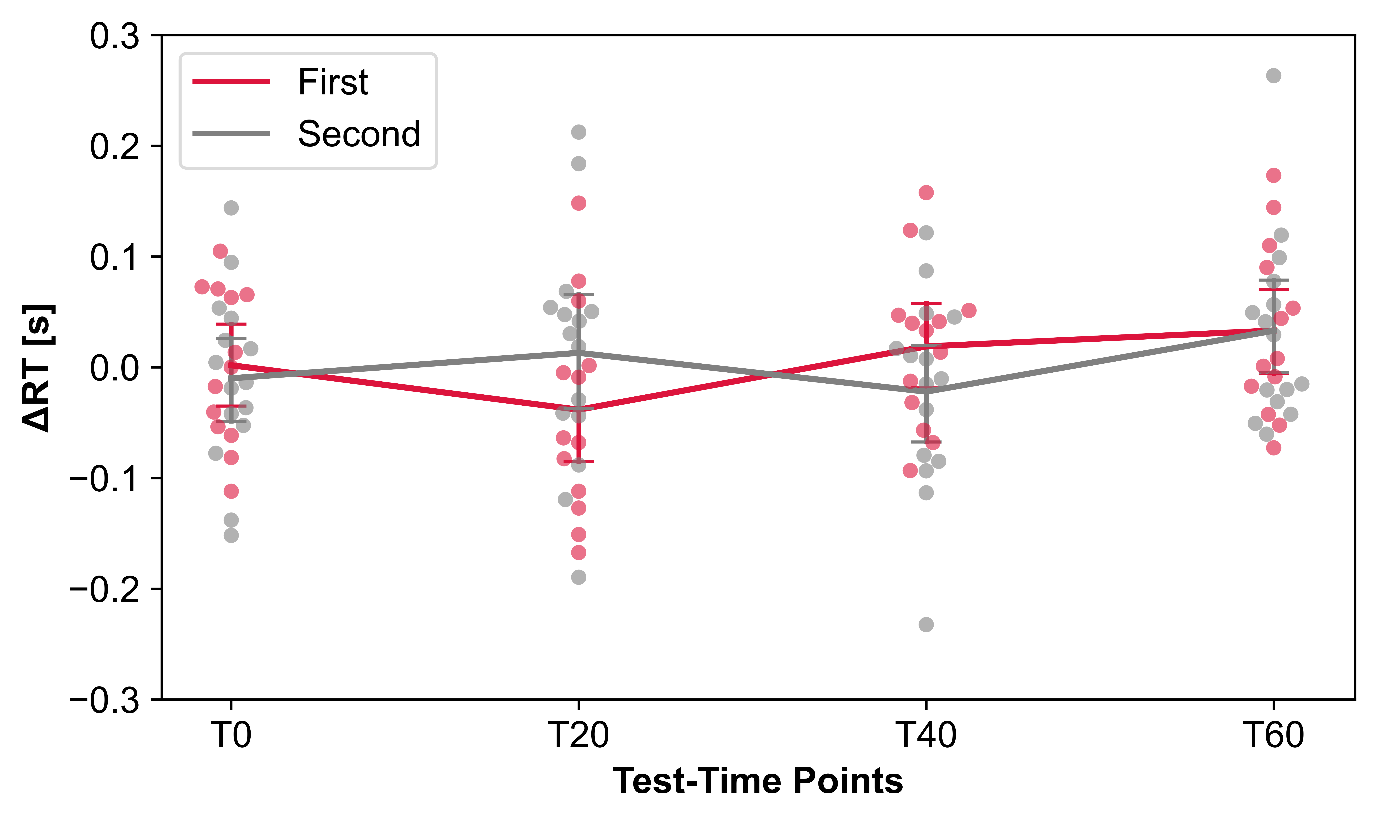 0.3
0.2
0.1
0.0
−0.1
−0.2
−0.3
ΔRT [s]
First
Second
T0 T20 T40 T60
Test-Time Points